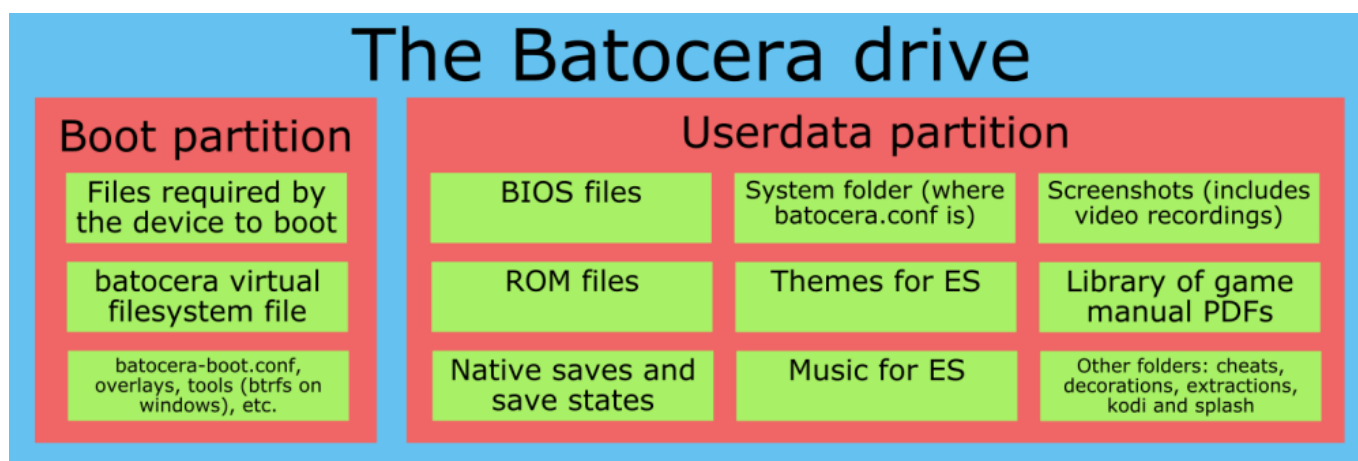 The Batocera drive
Boot partition
Files required by
the device to boot
batocera virtual
filesystem file
batocera-boot.conf,
overlays, tools (btrfs on
windows), etc.
Userdata partition
BIOS files
System folder (where
batocera.conf is)
Screenshots (includes
video recordings)
ROM files
Themes for ES
Library of game
manual PDFs
Native saves and
save states
Music for ES
Other folders: cheats,
decorations, extractions,
kodi and splash